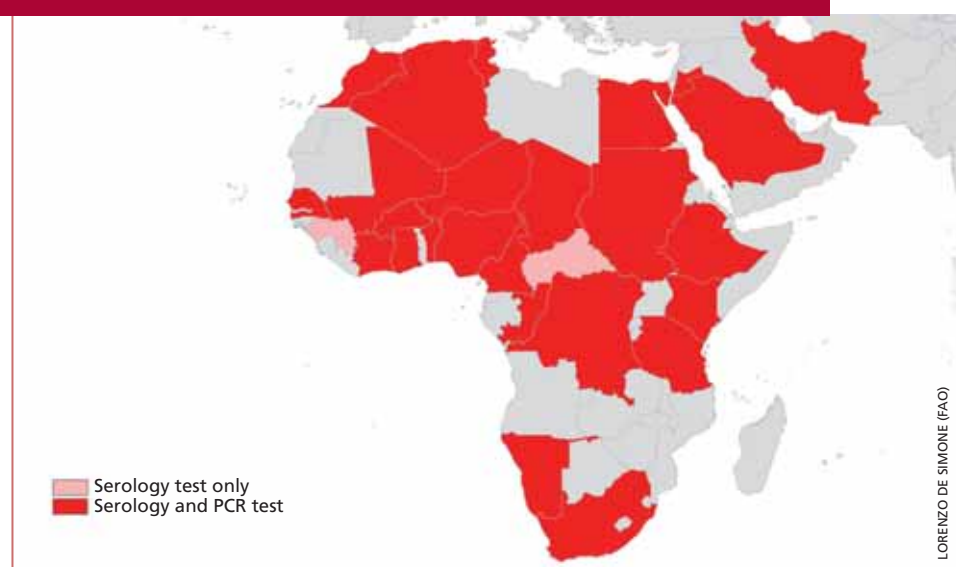 Serology test only
Serology and PCR test
LORENZO DE SIMONE (FAO)